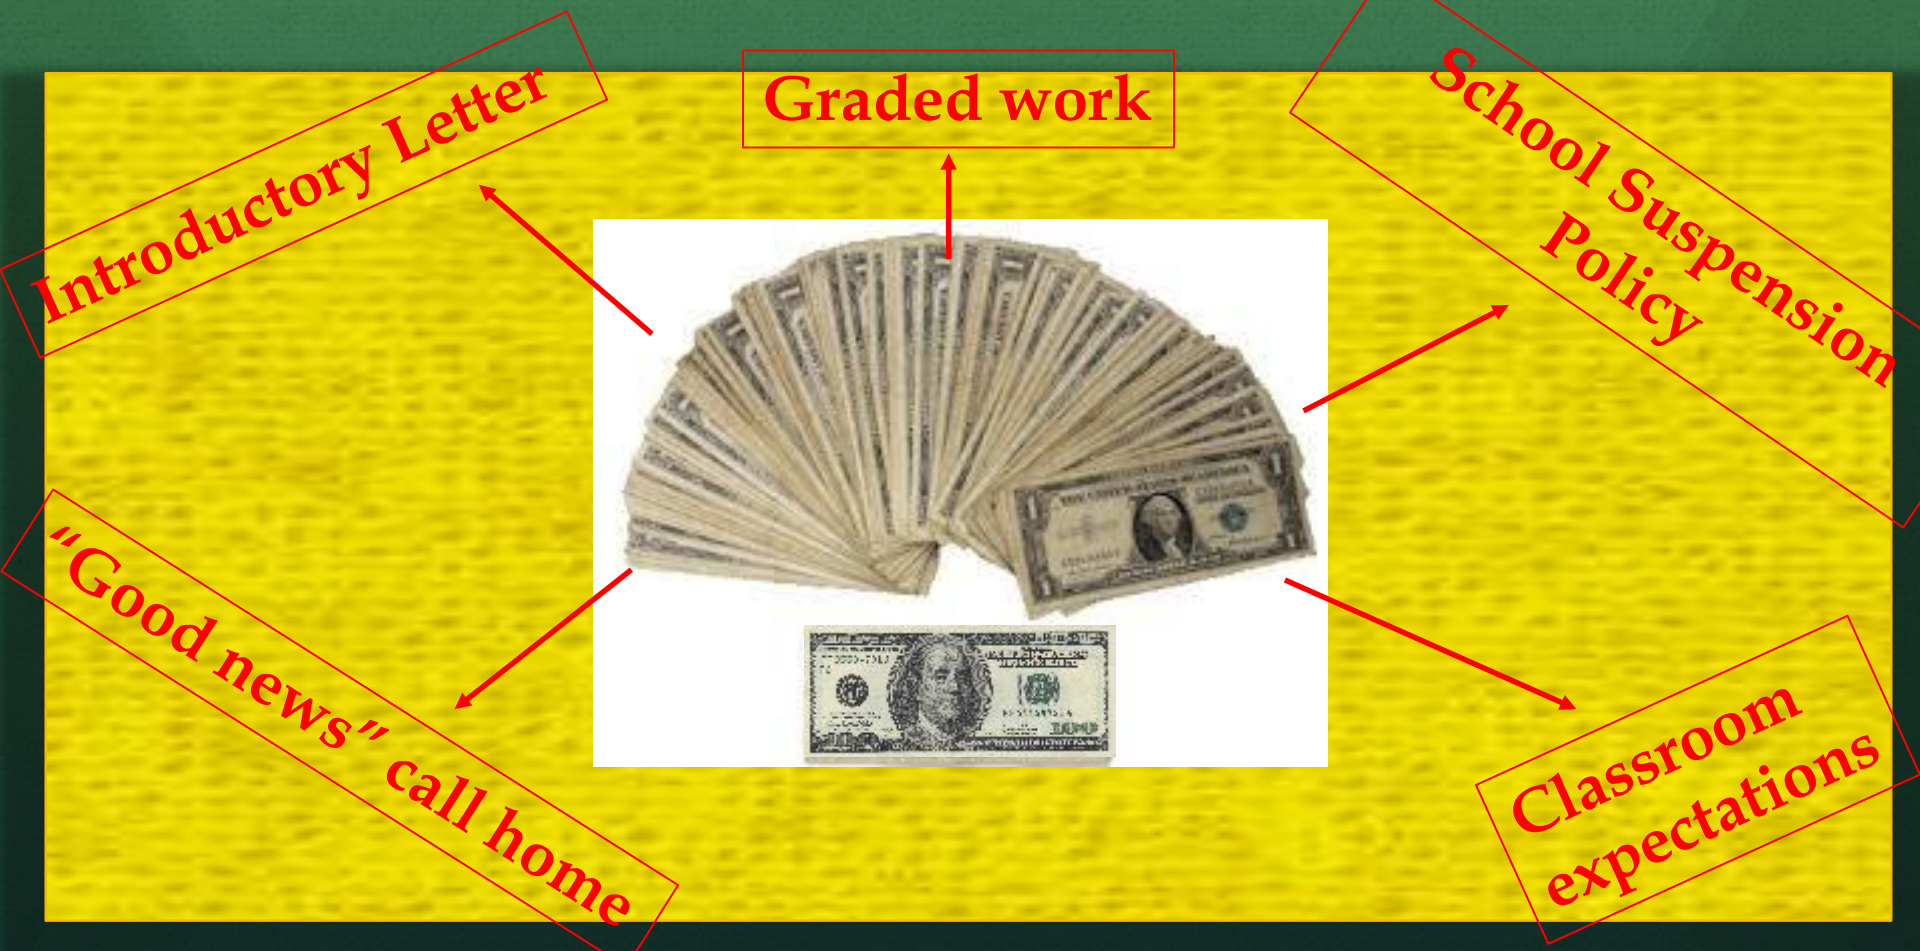 Introductory Letter
Graded work
School Suspension
Policy
“Good news” call home
Classroom
expectations